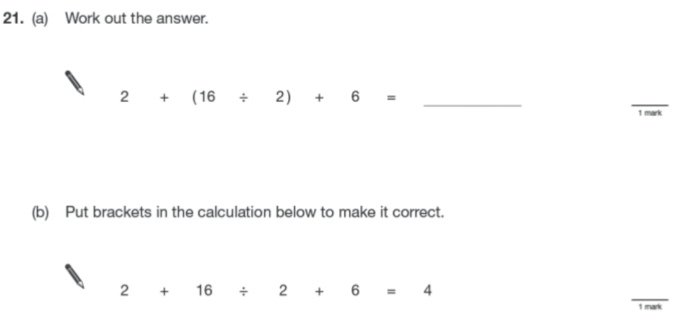 21. (a) Work out the answer.
2 + (16 ÷ 2) + 6 = ________
1 mark
(b) Put brackets in the calculation below to make it correct.
2 + 16 ÷ 2 + 6 = 4
1 mark